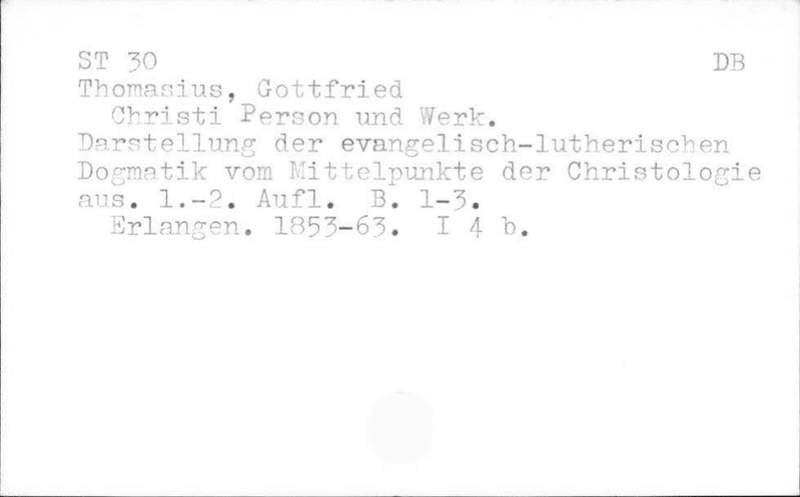 ST 30 DB
Thomasius, Gottfried
Christi Person und Werk.
Darstellung der evangelisch-lutherischen
Dogmatik vom Mittelpunkte der Christologie
aus. 1.-2. Aufl. B. 1-3.
Erlangen. 1853-63. I 4 b.